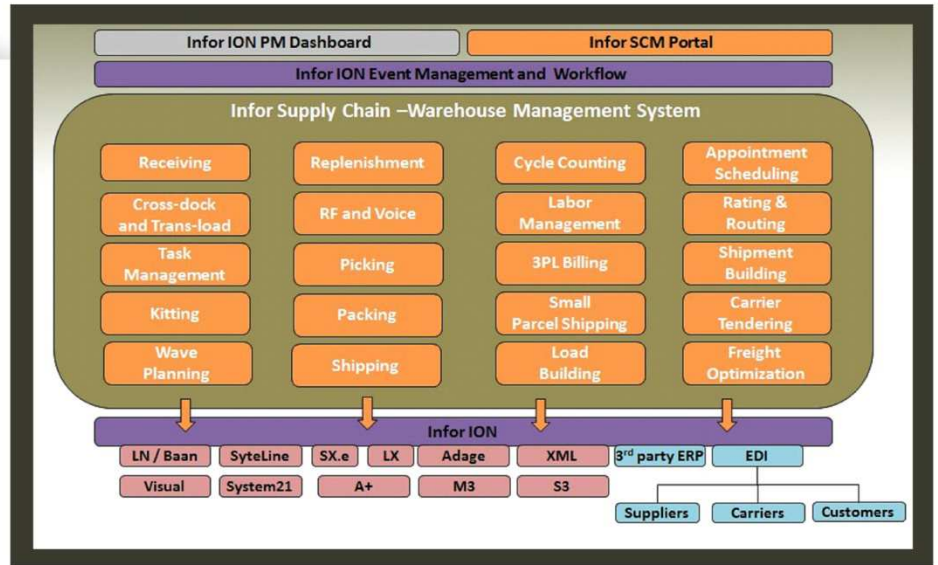 Infor ION PM Dashboard
Infor SCM Portal
Infor ION Event Management and Workflow
Infor Supply Chain –Warehouse Management System
Receiving
Replenishment
Cycle Counting
Appointment
Scheduling
Cross-dock
and Trans-load
RF and Voice
Labor
Management
Rating &
Routing
Task
Management
Picking
3PL Billing
Shipment
Building
Kitting
Packing
Small
Parcel Shipping
Carrier
Tendering
Wave
Planning
Shipping
Load
Building
Freight
Optimization
Infor ION
LN / Baan
SyteLine
SX.e
LX
Adage
XML
3rd party ERP
EDI
Visual
System21
A+
M3
S3
Suppliers
Carriers
Customers